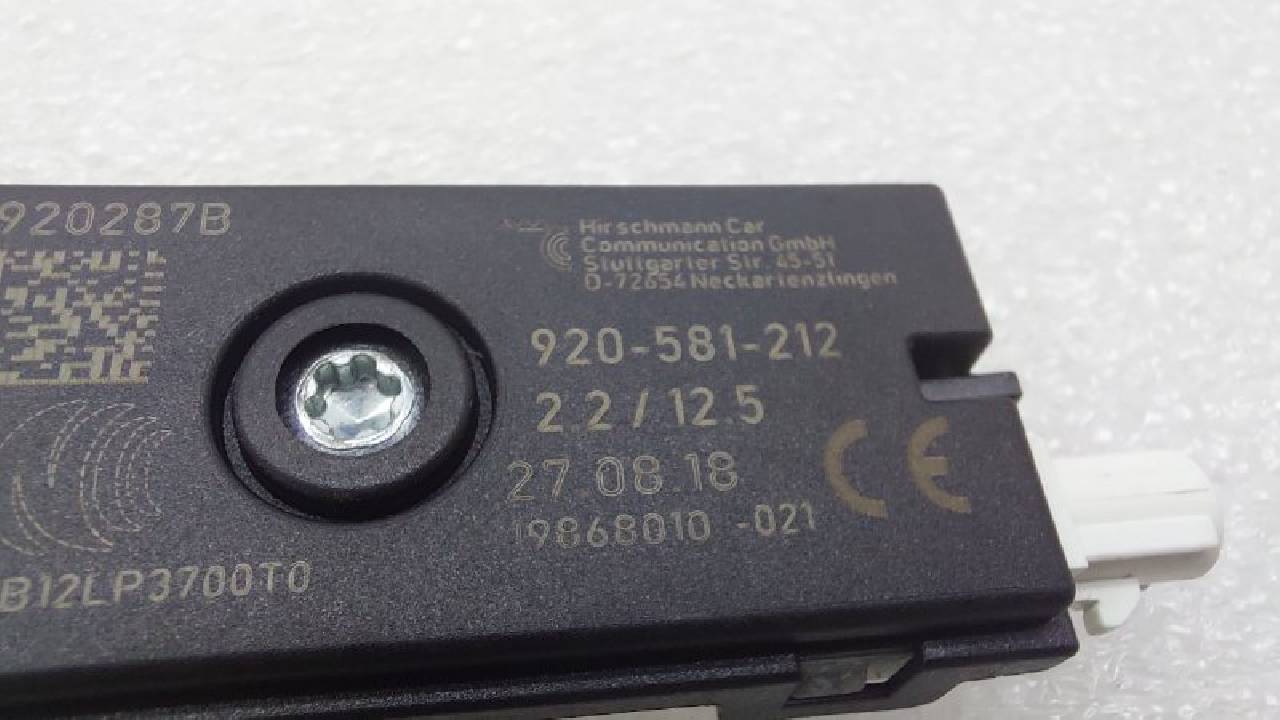 920287B
Hirschmann Car
Communication GmbH
Stuttgarter Str. 45-51
D-72654 Neckartenzlingen
920-581-212
2.2 / 12.5
27.08.18
CE
19868010 -021
B12LP3700T0